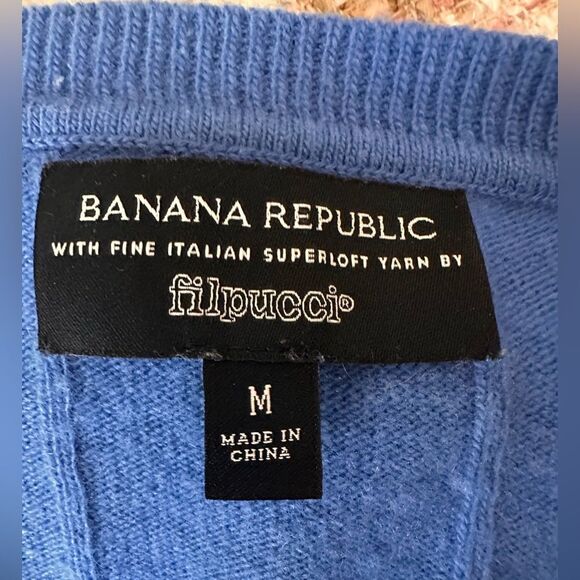 BANANA REPUBLIC
WITH FINE ITALIAN SUPERLOFT YARN BY
filpucci®
M
MADE IN
CHINA